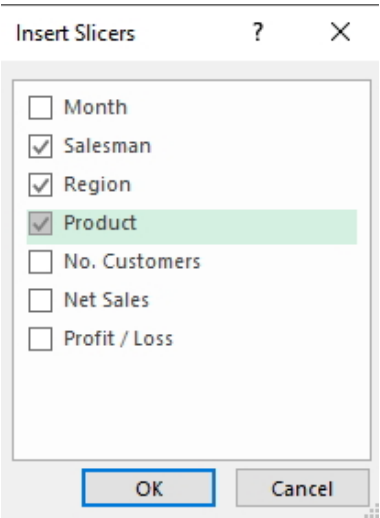 Insert Slicers ? ×
Month
Salesman
Region
Product
No. Customers
Net Sales
Profit / Loss
OK Cancel